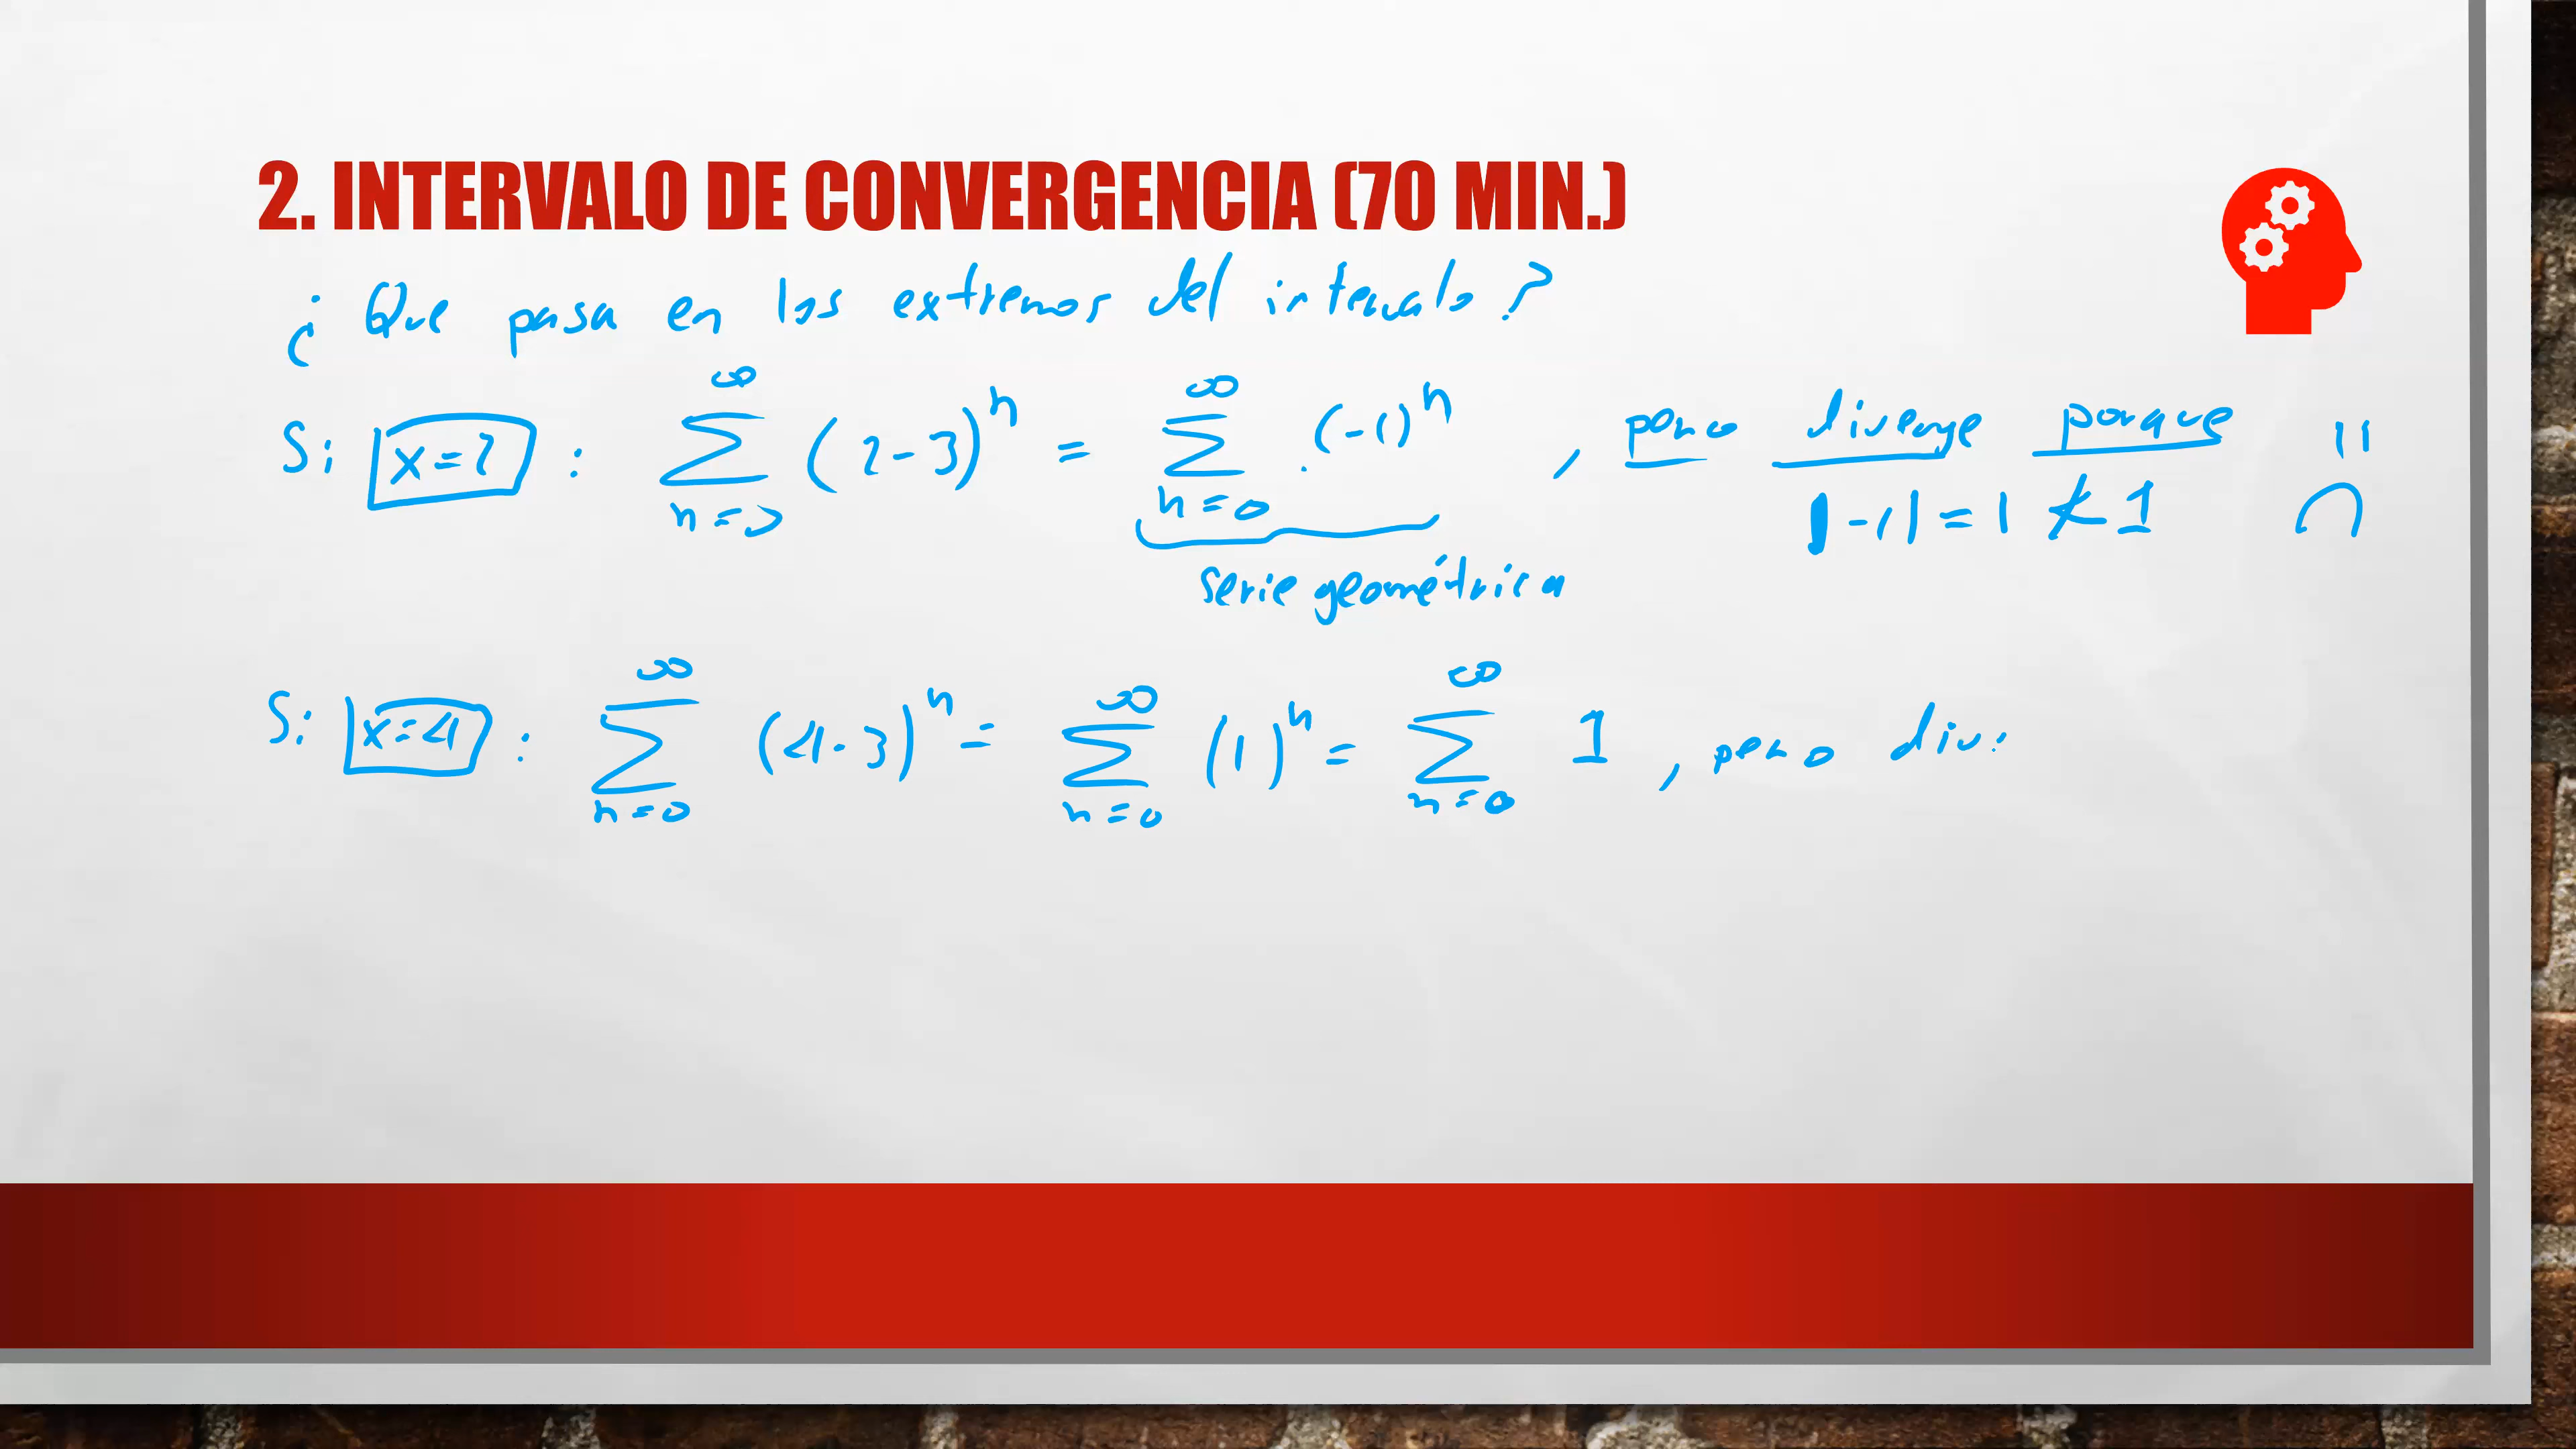 2. INTERVALO DE CONVERGENCIA (70 MIN.)
¿ Que pasa en los extremos del intervalo ?
Si x=2 : ∑_{n=0}^{∞} (2-3)^n = ∑_{n=0}^{∞} (-1)^n , pero diverge porque
|-1| = 1 ≮ 1
serie geométrica
Si x=4 : ∑_{n=0}^{∞} (4-3)^n = ∑_{n=0}^{∞} (1)^n = ∑_{n=0}^{∞} 1 , pero div